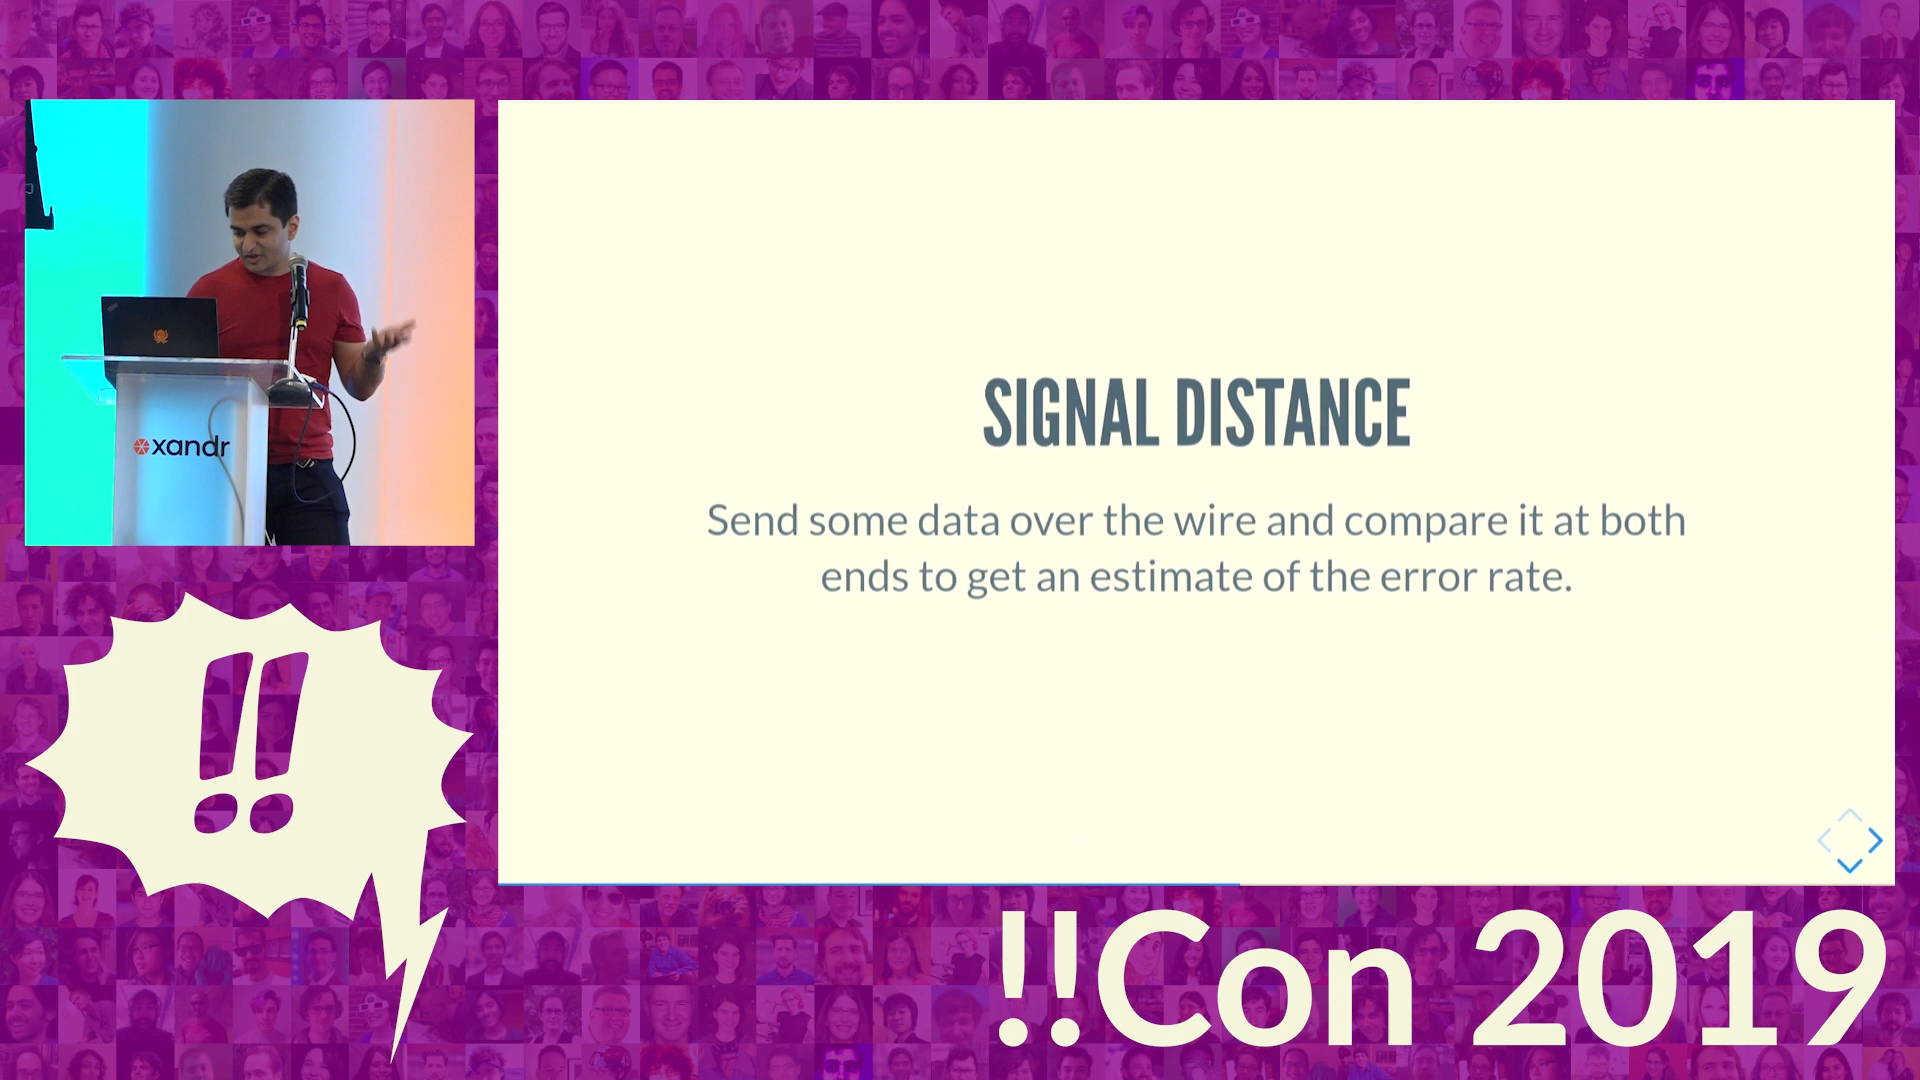 xandr
SIGNAL DISTANCE
Send some data over the wire and compare it at both
ends to get an estimate of the error rate.
!!
!!Con 2019